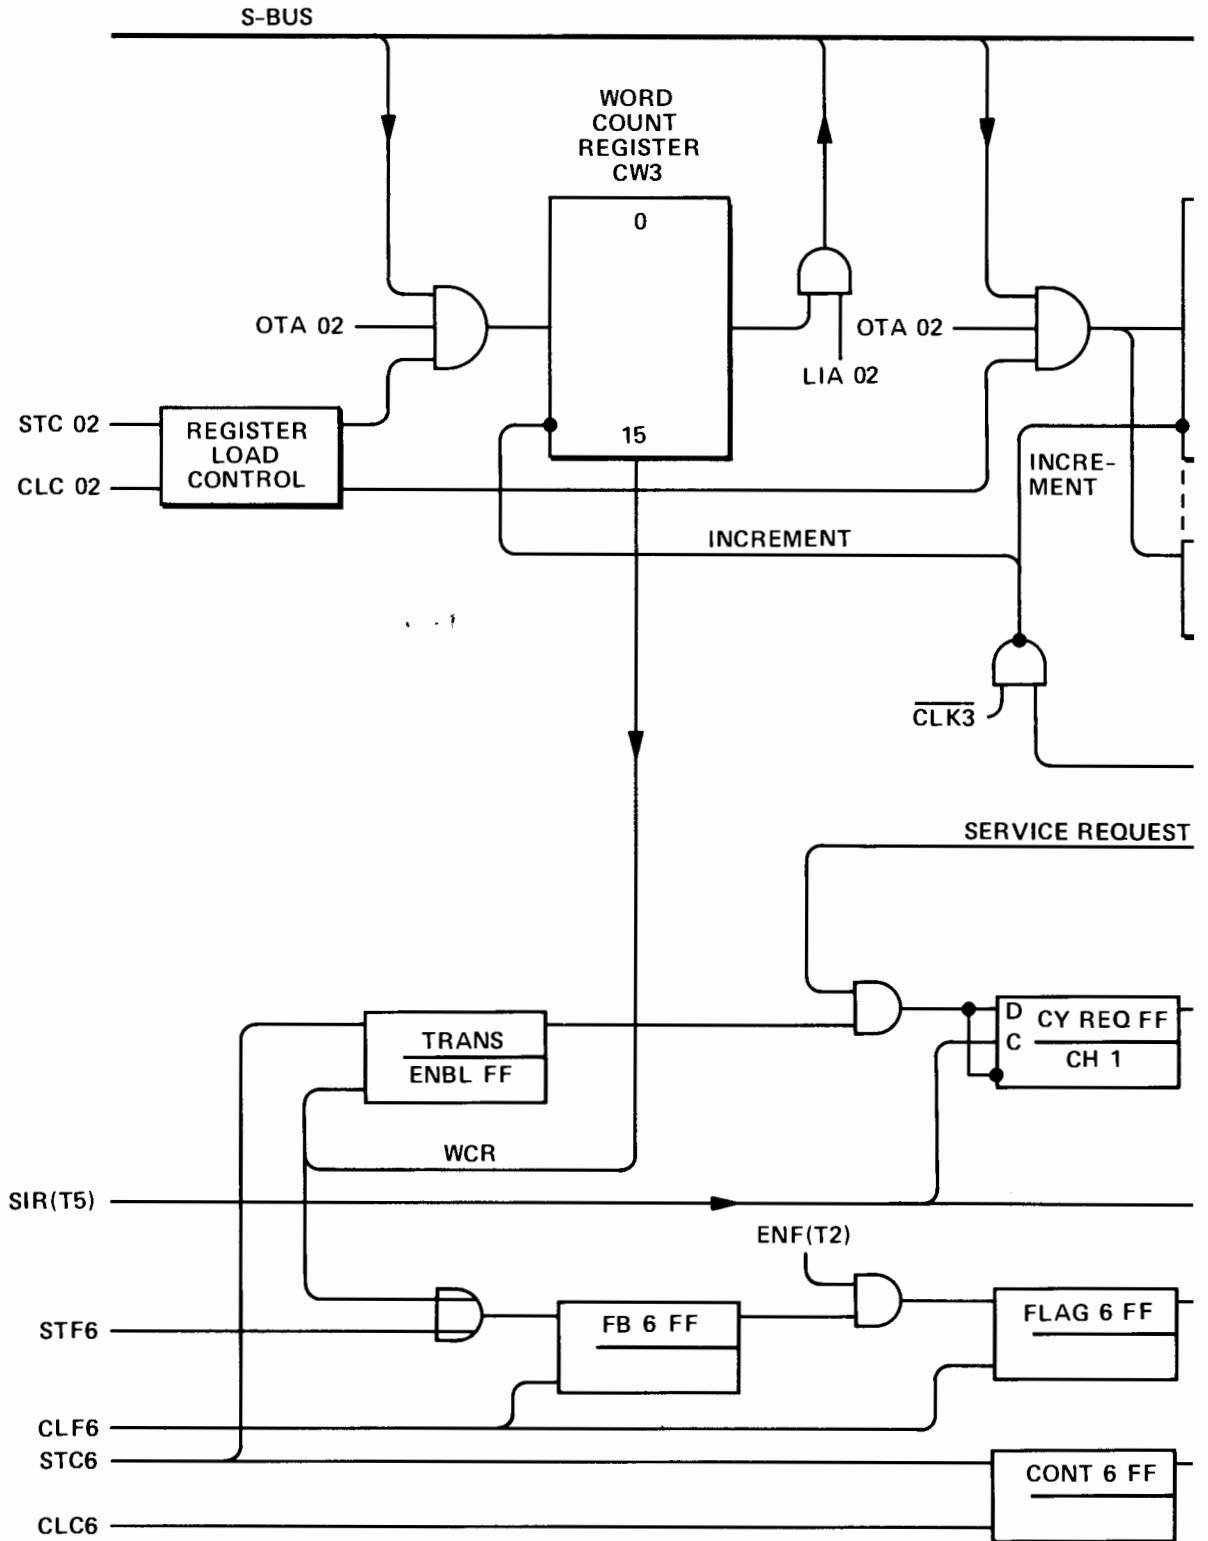 S-BUS
WORD
COUNT
REGISTER
CW3
0
OTA 02
OTA 02
LIA 02
STC 02
REGISTER
LOAD
CONTROL
15
CLC 02
INCRE-
MENT
INCREMENT
CLK3
SERVICE REQUEST
TRANS
ENBL FF
D
CY REQ FF
C
CH 1
WCR
SIR(T5)
ENF(T2)
STF6
FB 6 FF
FLAG 6 FF
CLF6
STC6
CONT 6 FF
CLC6